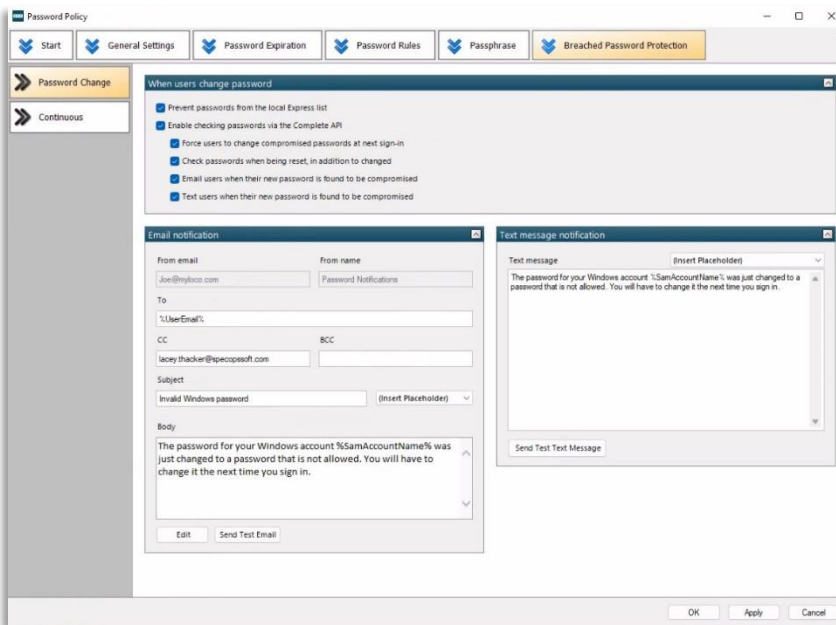 Password Policy
Start
General Settings
Password Expiration
Password Rules
Passphrase
Breached Password Protection
Password Change
Continuous
When users change password
Prevent passwords from the local Express list
Enable checking passwords via the Complete API
Force users to change compromised passwords at next sign-in
Check passwords when being reset, in addition to changed
Email users when their new password is found to be compromised
Text users when their new password is found to be compromised
Email notification
From email
From name
Joe@myloco.com
Password Notifications
To
%UserEmail%
CC
BCC
lacey.thacker@specopssoft.com
Subject
Invalid Windows password
(Insert Placeholder)
Body
The password for your Windows account %SamAccountName% was
just changed to a password that is not allowed. You will have to
change it the next time you sign in.
Edit
Send Test Email
Text message notification
Text message
(Insert Placeholder)
The password for your Windows account %SamAccountName% was just changed to a
password that is not allowed. You will have to change it the next time you sign in.
Send Test Text Message
OK
Apply
Cancel